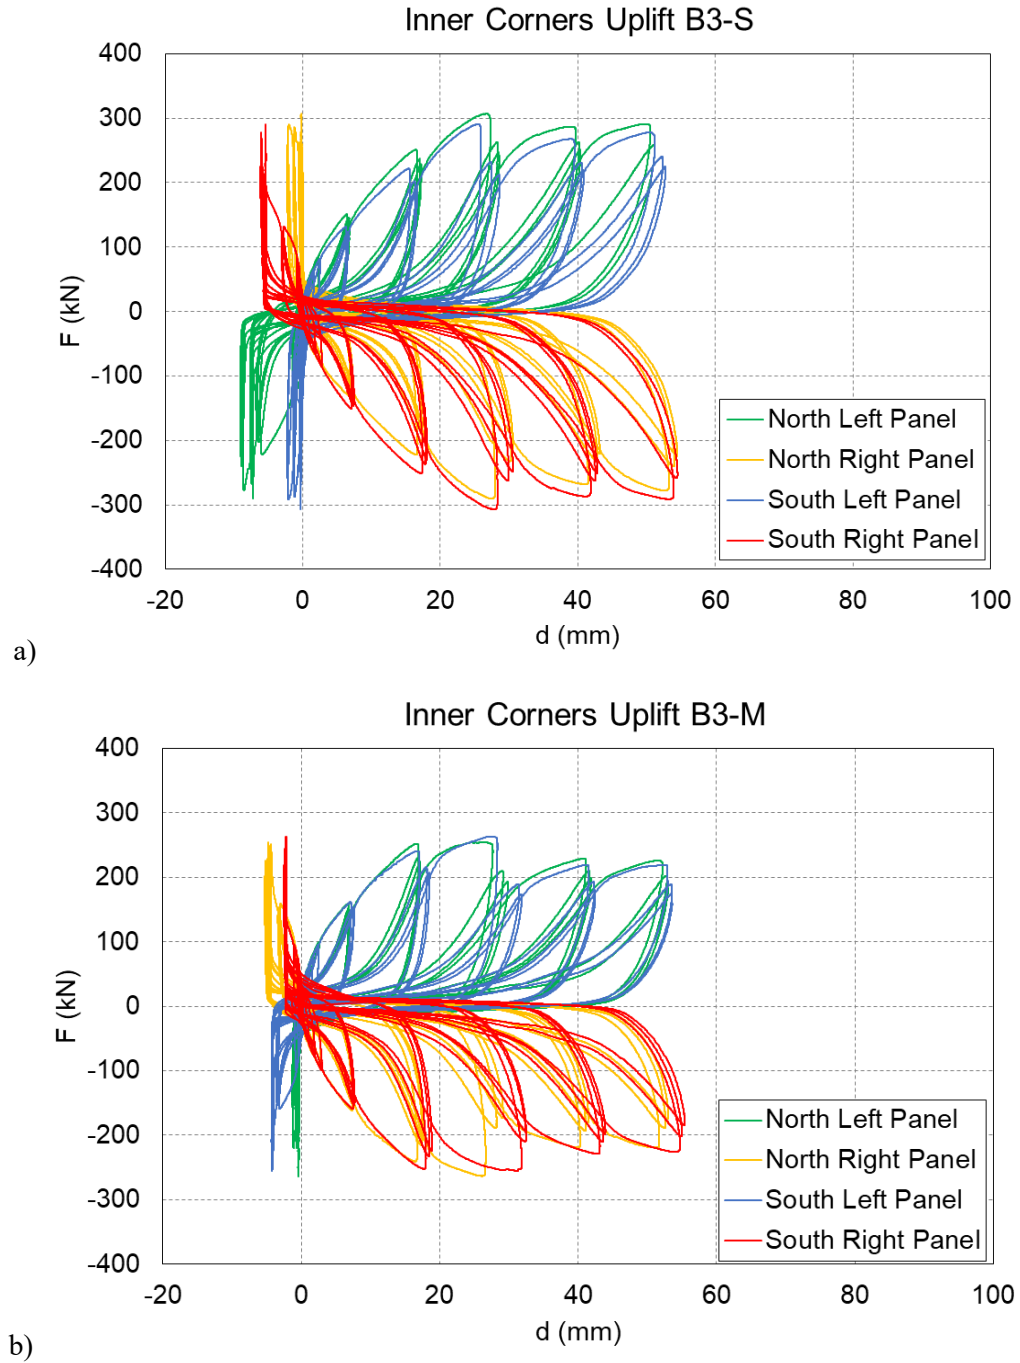 Inner Corners Uplift B3-S
400
300
200
100
0
-100
-200
-300
-400
F (kN)
-20 0 20 40 60 80 100
d (mm)
North Left Panel
North Right Panel
South Left Panel
South Right Panel
a)
Inner Corners Uplift B3-M
400
300
200
100
0
-100
-200
-300
-400
F (kN)
-20 0 20 40 60 80 100
d (mm)
North Left Panel
North Right Panel
South Left Panel
South Right Panel
b)